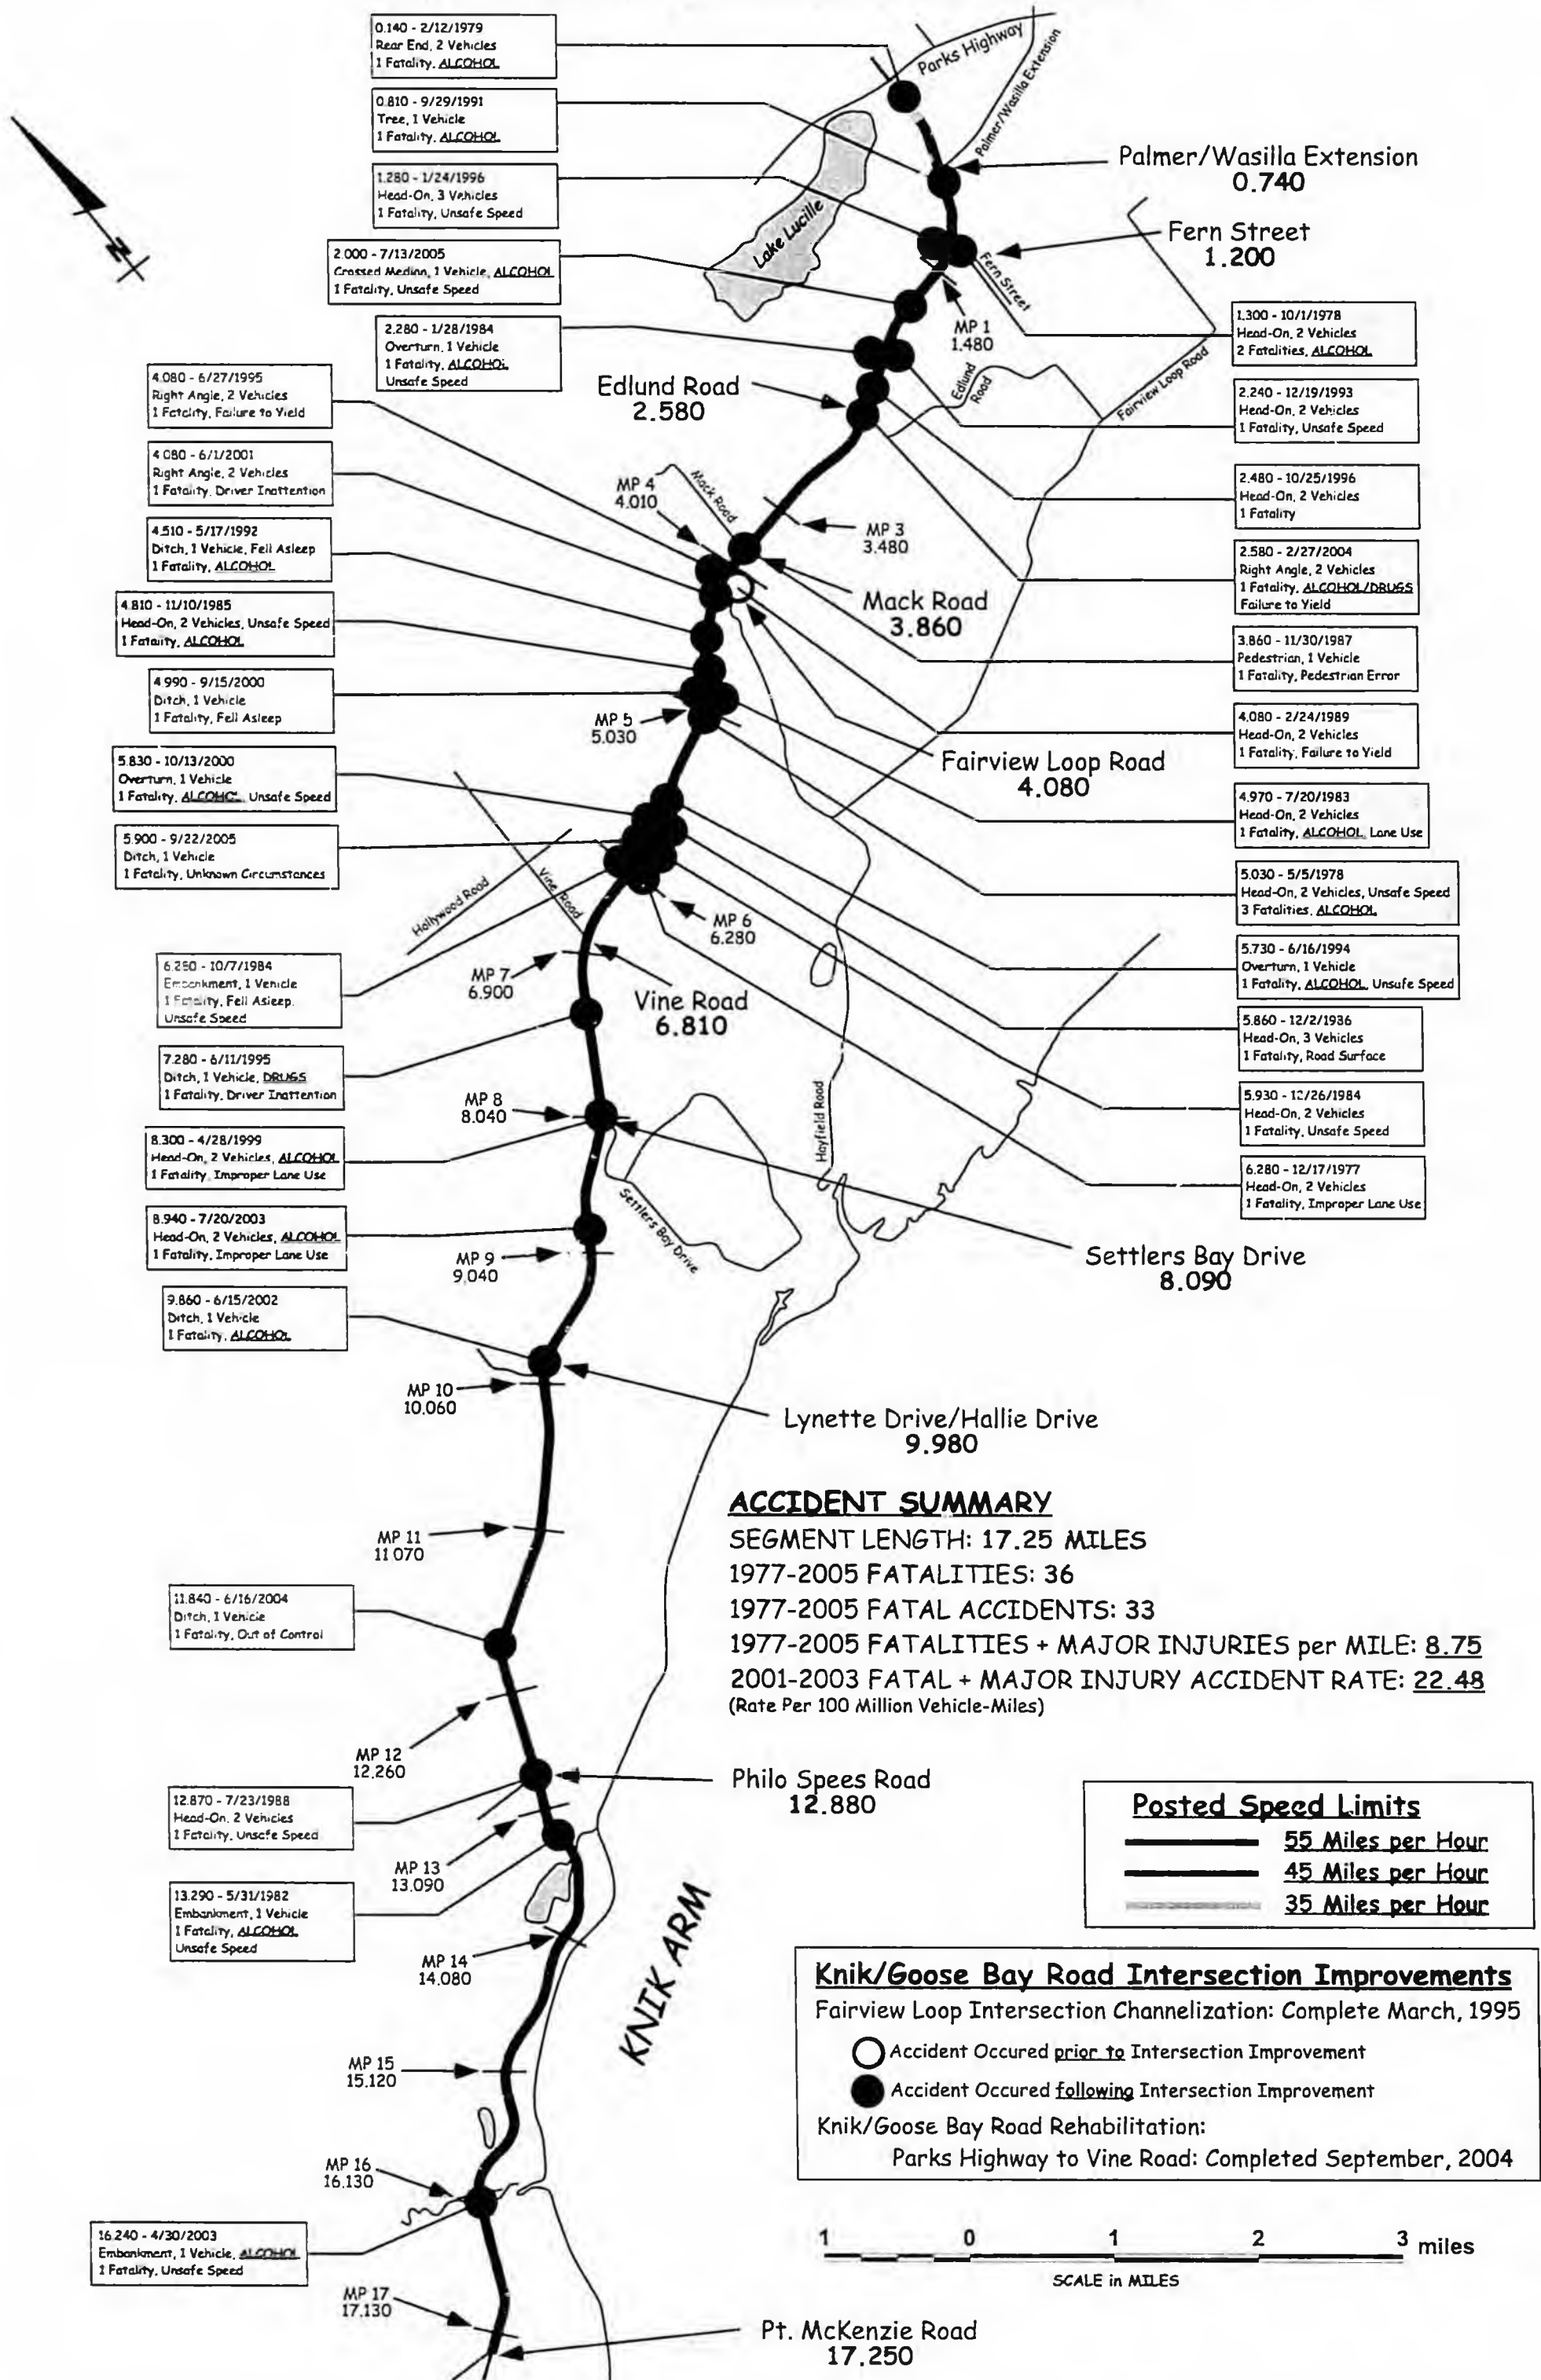 0.140 - 2/12/1979
Rear End, 2 Vehicles
1 Fatality, ALCOHOL
0.810 - 9/29/1991
Tree, 1 Vehicle
1 Fatality, ALCOHOL
1.280 - 1/24/1996
Head-On, 3 Vehicles
1 Fatality, Unsafe Speed
2.000 - 7/13/2005
Crossed Median, 1 Vehicle, ALCOHOL
1 Fatality, Unsafe Speed
2.280 - 1/28/1984
Overturn, 1 Vehicle
1 Fatality, ALCOHOL
Unsafe Speed
4.080 - 6/27/1995
Right Angle, 2 Vehicles
1 Fatality, Failure to Yield
4.080 - 6/1/2001
Right Angle, 2 Vehicles
1 Fatality, Driver Inattention
4.510 - 5/17/1992
Ditch, 1 Vehicle, Fell Asleep
1 Fatality, ALCOHOL
4.810 - 11/10/1985
Head-On, 2 Vehicles, Unsafe Speed
1 Fatality, ALCOHOL
4.990 - 9/15/2000
Ditch, 1 Vehicle
1 Fatality, Fell Asleep
5.830 - 10/13/2000
Overturn, 1 Vehicle
1 Fatality, ALCOHOL, Unsafe Speed
5.900 - 9/22/2005
Ditch, 1 Vehicle
1 Fatality, Unknown Circumstances
6.250 - 10/7/1984
Embankment, 1 Vehicle
1 Fatality, Fell Asleep,
Unsafe Speed
7.280 - 6/11/1995
Ditch, 1 Vehicle, DRUGS
1 Fatality, Driver Inattention
8.300 - 4/28/1999
Head-On, 2 Vehicles, ALCOHOL
1 Fatality, Improper Lane Use
8.940 - 7/20/2003
Head-On, 2 Vehicles, ALCOHOL
1 Fatality, Improper Lane Use
9.860 - 6/15/2002
Ditch, 1 Vehicle
1 Fatality, ALCOHOL
11.840 - 6/16/2004
Ditch, 1 Vehicle
1 Fatality, Out of Control
12.870 - 7/23/1988
Head-On, 2 Vehicles
1 Fatality, Unsafe Speed
13.290 - 5/31/1982
Embankment, 1 Vehicle
1 Fatality, ALCOHOL
Unsafe Speed
16.240 - 4/30/2003
Embankment, 1 Vehicle, ALCOHOL
1 Fatality, Unsafe Speed
N
Parks Highway
Palmer/Wasilla Extension
Lake Lucille
Fern Street
Edlund
Road
Fairview Loop Road
Mack Road
Hollywood Road
Vine Road
Hayfield Road
Settlers Bay Drive
KNIK ARM
Palmer/Wasilla Extension
0.740
Fern Street
1.200
MP 1
1.480
Edlund Road
2.580
MP 3
3.480
MP 4
4.010
Mack Road
3.860
Fairview Loop Road
4.080
MP 5
5.030
MP 6
6.280
MP 7
6.900
Vine Road
6.810
MP 8
8.040
Settlers Bay Drive
8.090
MP 9
9.040
MP 10
10.060
Lynette Drive/Hallie Drive
9.980
MP 11
11.070
MP 12
12.260
Philo Spees Road
12.880
MP 13
13.090
MP 14
14.080
MP 15
15.120
MP 16
16.130
MP 17
17.130
Pt. McKenzie Road
17.250
1.300 - 10/1/1978
Head-On, 2 Vehicles
2 Fatalities, ALCOHOL
2.240 - 12/19/1993
Head-On, 2 Vehicles
1 Fatality, Unsafe Speed
2.480 - 10/25/1996
Head-On, 2 Vehicles
1 Fatality
2.580 - 2/27/2004
Right Angle, 2 Vehicles
1 Fatality, ALCOHOL/DRUGS
Failure to Yield
3.860 - 11/30/1987
Pedestrian, 1 Vehicle
1 Fatality, Pedestrian Error
4.080 - 2/24/1989
Head-On, 2 Vehicles
1 Fatality, Failure to Yield
4.970 - 7/20/1983
Head-On, 2 Vehicles
1 Fatality, ALCOHOL, Lane Use
5.030 - 5/5/1978
Head-On, 2 Vehicles, Unsafe Speed
3 Fatalities, ALCOHOL
5.730 - 6/16/1994
Overturn, 1 Vehicle
1 Fatality, ALCOHOL, Unsafe Speed
5.860 - 12/2/1986
Head-On, 3 Vehicles
1 Fatality, Road Surface
5.930 - 12/26/1984
Head-On, 2 Vehicles
1 Fatality, Unsafe Speed
6.280 - 12/17/1977
Head-On, 2 Vehicles
1 Fatality, Improper Lane Use
ACCIDENT SUMMARY
SEGMENT LENGTH: 17.25 MILES
1977-2005 FATALITIES: 36
1977-2005 FATAL ACCIDENTS: 33
1977-2005 FATALITIES + MAJOR INJURIES per MILE: 8.75
2001-2003 FATAL + MAJOR INJURY ACCIDENT RATE: 22.48
(Rate Per 100 Million Vehicle-Miles)
Posted Speed Limits
55 Miles per Hour
45 Miles per Hour
35 Miles per Hour
Knik/Goose Bay Road Intersection Improvements
Fairview Loop Intersection Channelization: Complete March, 1995
Accident Occured prior to Intersection Improvement
Accident Occured following Intersection Improvement
Knik/Goose Bay Road Rehabilitation:
Parks Highway to Vine Road: Completed September, 2004
1 0 1 2 3 miles
SCALE in MILES